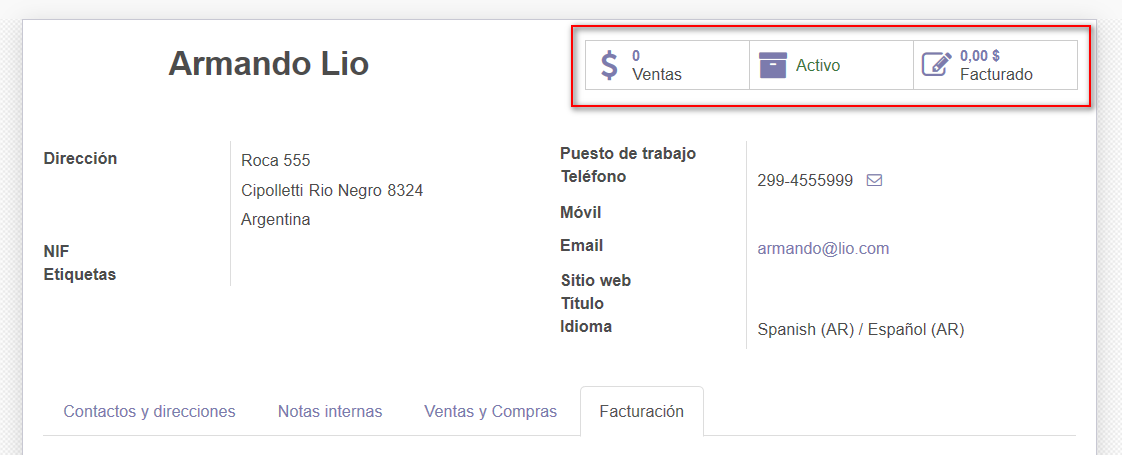 Armando Lio
0
Ventas
Activo
0,00 $
Facturado
Dirección
Roca 555
Cipolletti Rio Negro 8324
Argentina
NIF
Etiquetas
Puesto de trabajo
Teléfono
299-4555999
Móvil
Email
armando@lio.com
Sitio web
Título
Idioma
Spanish (AR) / Español (AR)
Contactos y direcciones
Notas internas
Ventas y Compras
Facturación